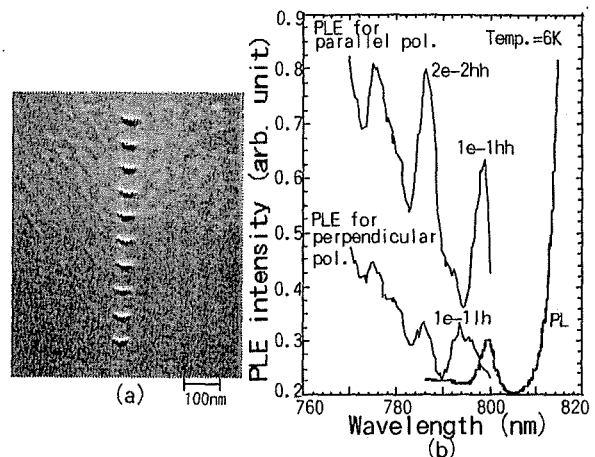 (a)
100nm
PLE intensity (arb. unit)
0.9
0.8
0.7
0.6
0.5
0.4
0.3
0.2
PLE for
parallel pol.
Temp.=6K
2e-2hh
1e-1hh
PLE for
perpendicular
pol.
1e-1lh
PL
760
780
800
820
Wavelength (nm)
(b)